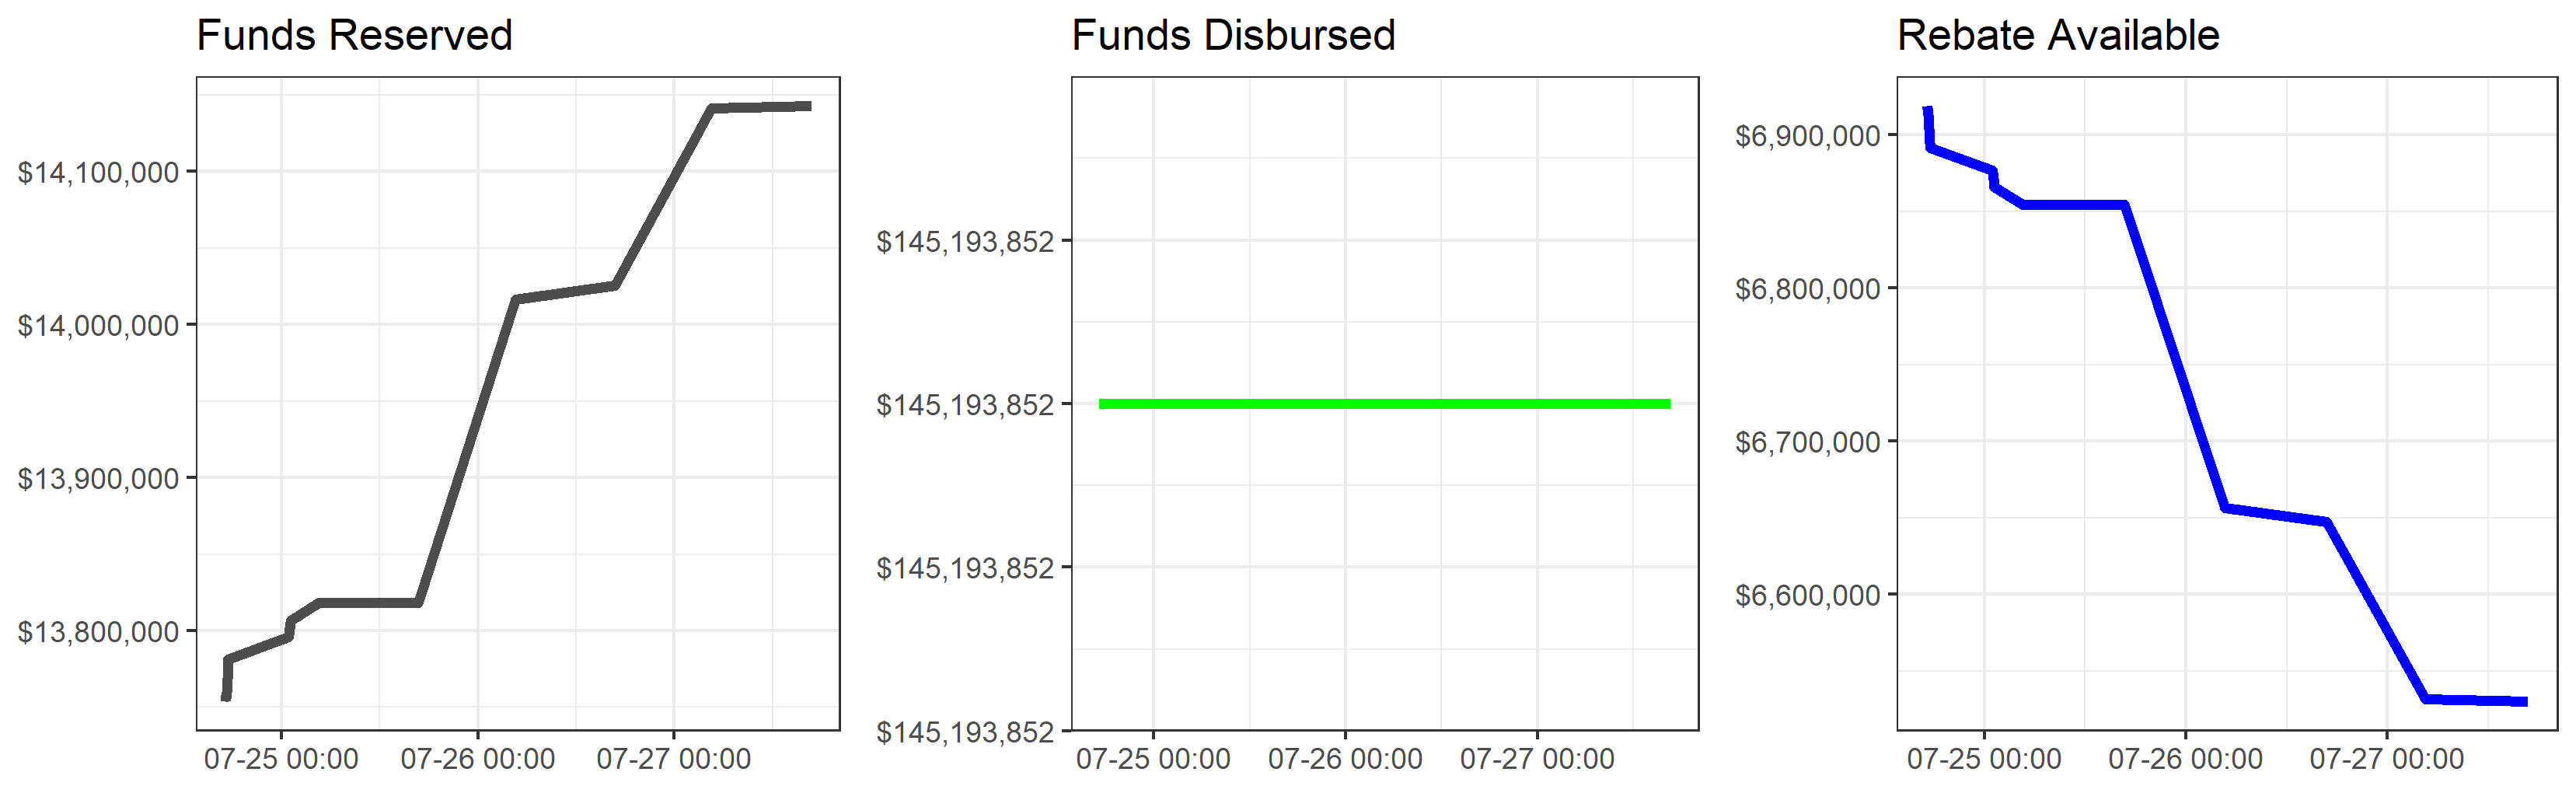 Funds Reserved
$14,100,000
$14,000,000
$13,900,000
$13,800,000
07-25 00:00 07-26 00:00 07-27 00:00
Funds Disbursed
$145,193,852
$145,193,852
$145,193,852
$145,193,852
07-25 00:00 07-26 00:00 07-27 00:00
Rebate Available
$6,900,000
$6,800,000
$6,700,000
$6,600,000
07-25 00:00 07-26 00:00 07-27 00:00